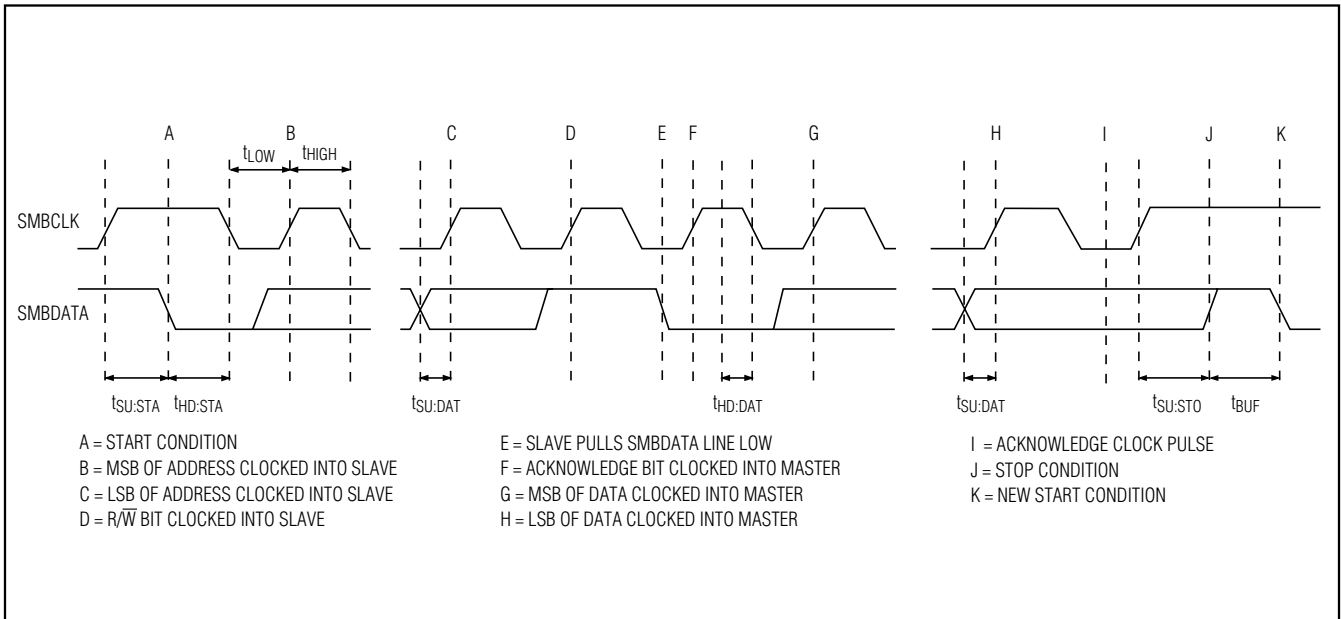 A B C D E F G H I J K
tLOW tHIGH
SMBCLK
SMBDATA
tSU:STA tHD:STA tSU:DAT tHD:DAT tSU:DAT tSU:STO tBUF
A = START CONDITION
B = MSB OF ADDRESS CLOCKED INTO SLAVE
C = LSB OF ADDRESS CLOCKED INTO SLAVE
D = R/W̅ BIT CLOCKED INTO SLAVE
E = SLAVE PULLS SMBDATA LINE LOW
F = ACKNOWLEDGE BIT CLOCKED INTO MASTER
G = MSB OF DATA CLOCKED INTO MASTER
H = LSB OF DATA CLOCKED INTO MASTER
I = ACKNOWLEDGE CLOCK PULSE
J = STOP CONDITION
K = NEW START CONDITION